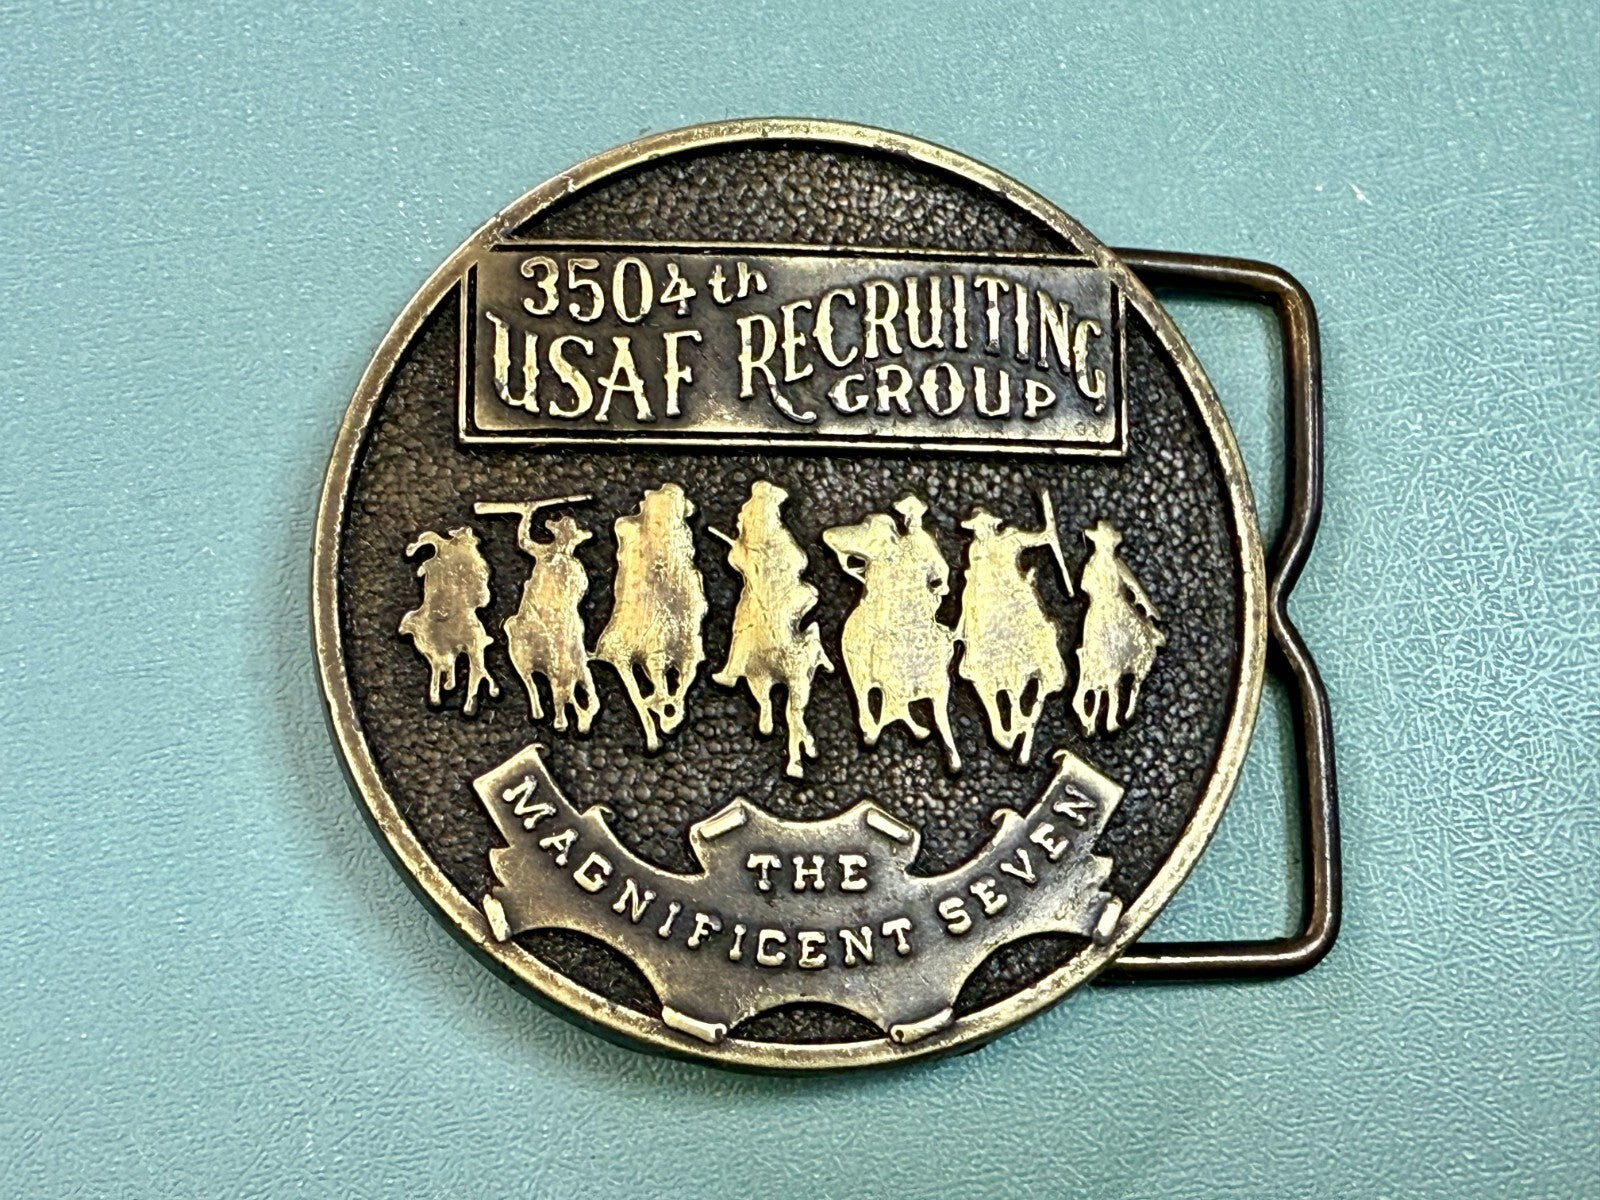 3504th
USAF RECRUITING
GROUP
THE
MAGNIFICENT SEVEN